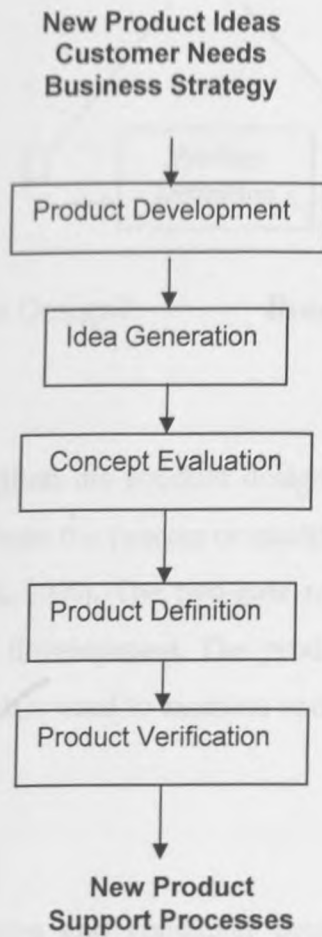 New Product Ideas
Customer Needs
Business Strategy
Product Development
Idea Generation
Concept Evaluation
Product Definition
Product Verification
New Product
Support Processes